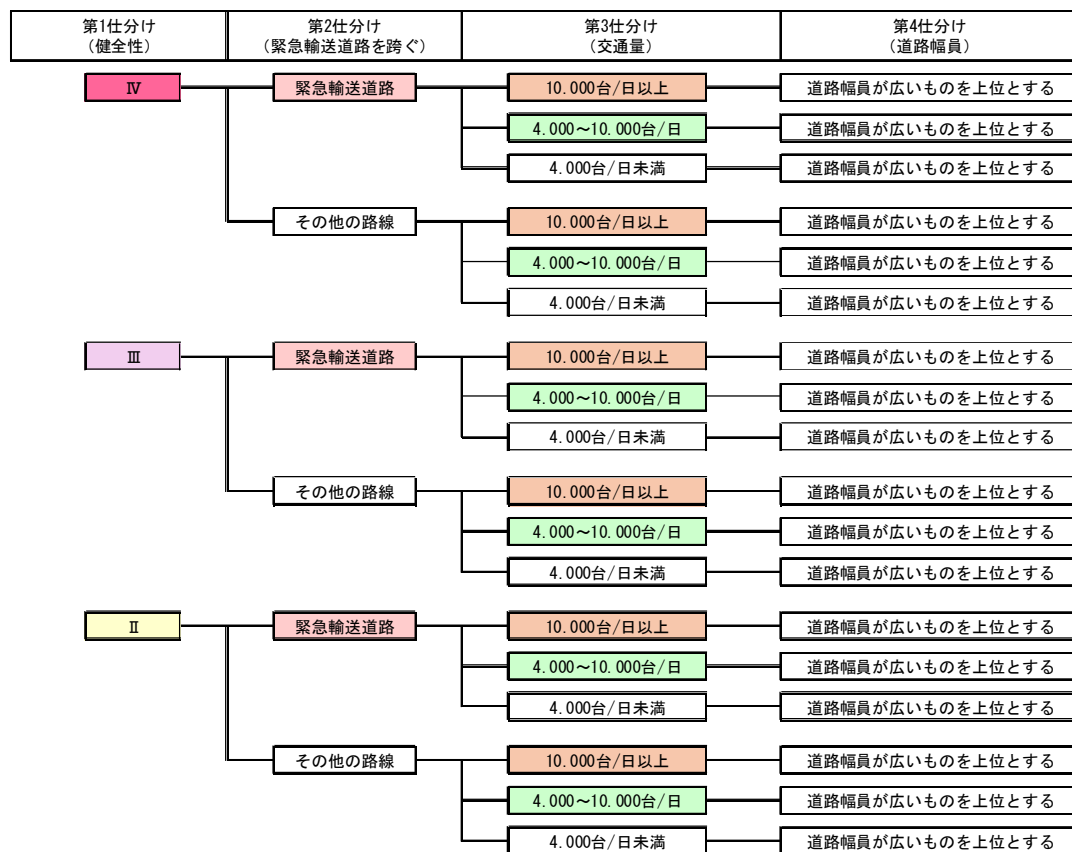 第1仕分け
(健全性)
第2仕分け
(緊急輸送道路を跨ぐ)
第3仕分け
(交通量)
第4仕分け
(道路幅員)
Ⅳ
緊急輸送道路
10.000台/日以上
道路幅員が広いものを上位とする
4.000～10.000台/日
道路幅員が広いものを上位とする
4.000台/日未満
道路幅員が広いものを上位とする
その他の路線
10.000台/日以上
道路幅員が広いものを上位とする
4.000～10.000台/日
道路幅員が広いものを上位とする
4.000台/日未満
道路幅員が広いものを上位とする
Ⅲ
緊急輸送道路
10.000台/日以上
道路幅員が広いものを上位とする
4.000～10.000台/日
道路幅員が広いものを上位とする
4.000台/日未満
道路幅員が広いものを上位とする
その他の路線
10.000台/日以上
道路幅員が広いものを上位とする
4.000～10.000台/日
道路幅員が広いものを上位とする
4.000台/日未満
道路幅員が広いものを上位とする
Ⅱ
緊急輸送道路
10.000台/日以上
道路幅員が広いものを上位とする
4.000～10.000台/日
道路幅員が広いものを上位とする
4.000台/日未満
道路幅員が広いものを上位とする
その他の路線
10.000台/日以上
道路幅員が広いものを上位とする
4.000～10.000台/日
道路幅員が広いものを上位とする
4.000台/日未満
道路幅員が広いものを上位とする